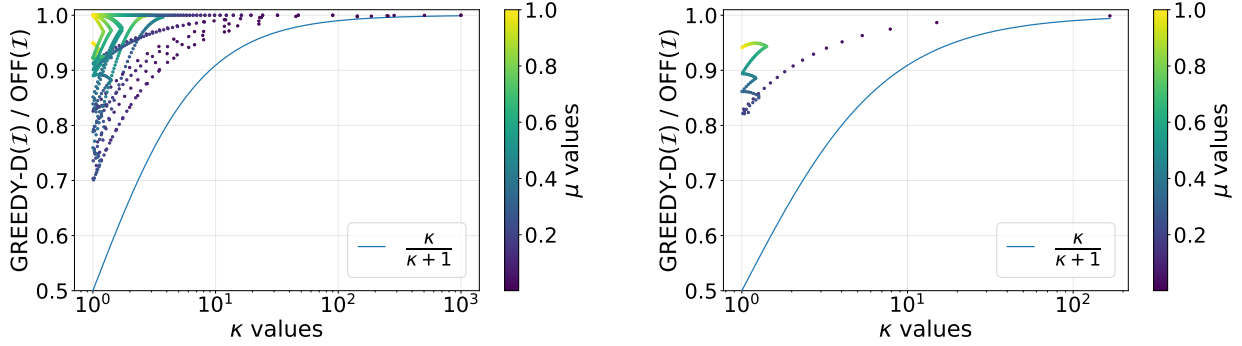 GREEDY-D(𝓘) / OFF(𝓘)
1.0
0.9
0.8
0.7
0.6
0.5
10⁰
10¹
10²
10³
κ values
κ
κ + 1
1.0
0.8
0.6
0.4
0.2
μ values
GREEDY-D(𝓘) / OFF(𝓘)
1.0
0.9
0.8
0.7
0.6
0.5
10⁰
10¹
10²
κ values
κ
κ + 1
1.0
0.8
0.6
0.4
0.2
μ values